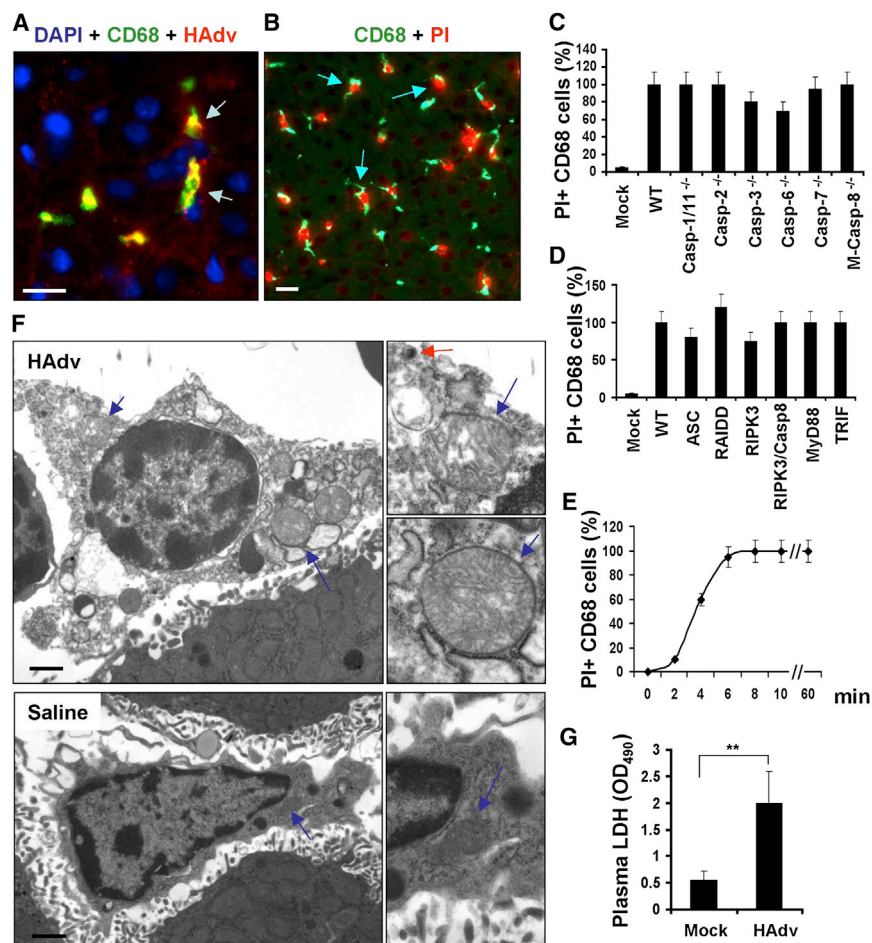 A
DAPI + CD68 + HAdv
B
CD68 + PI
C
PI+ CD68 cells (%)
140
120
100
80
60
40
20
0
Mock
WT
Casp-1/11 -/-
Casp-2 -/-
Casp-3 -/-
Casp-6 -/-
Casp-7 -/-
M-Casp-8 -/-
D
PI+ CD68 cells (%)
150
100
50
0
Mock
WT
ASC
RAIDD
RIPK3
RIPK3/Casp8
MyD88
TRIF
E
PI+ CD68 cells (%)
120
100
80
60
40
20
0
0 2 4 6 8 10 60 min
F
HAdv
Saline
G
Plasma LDH (OD490)
3
2.5
2
1.5
1
0.5
0
**
Mock HAdv